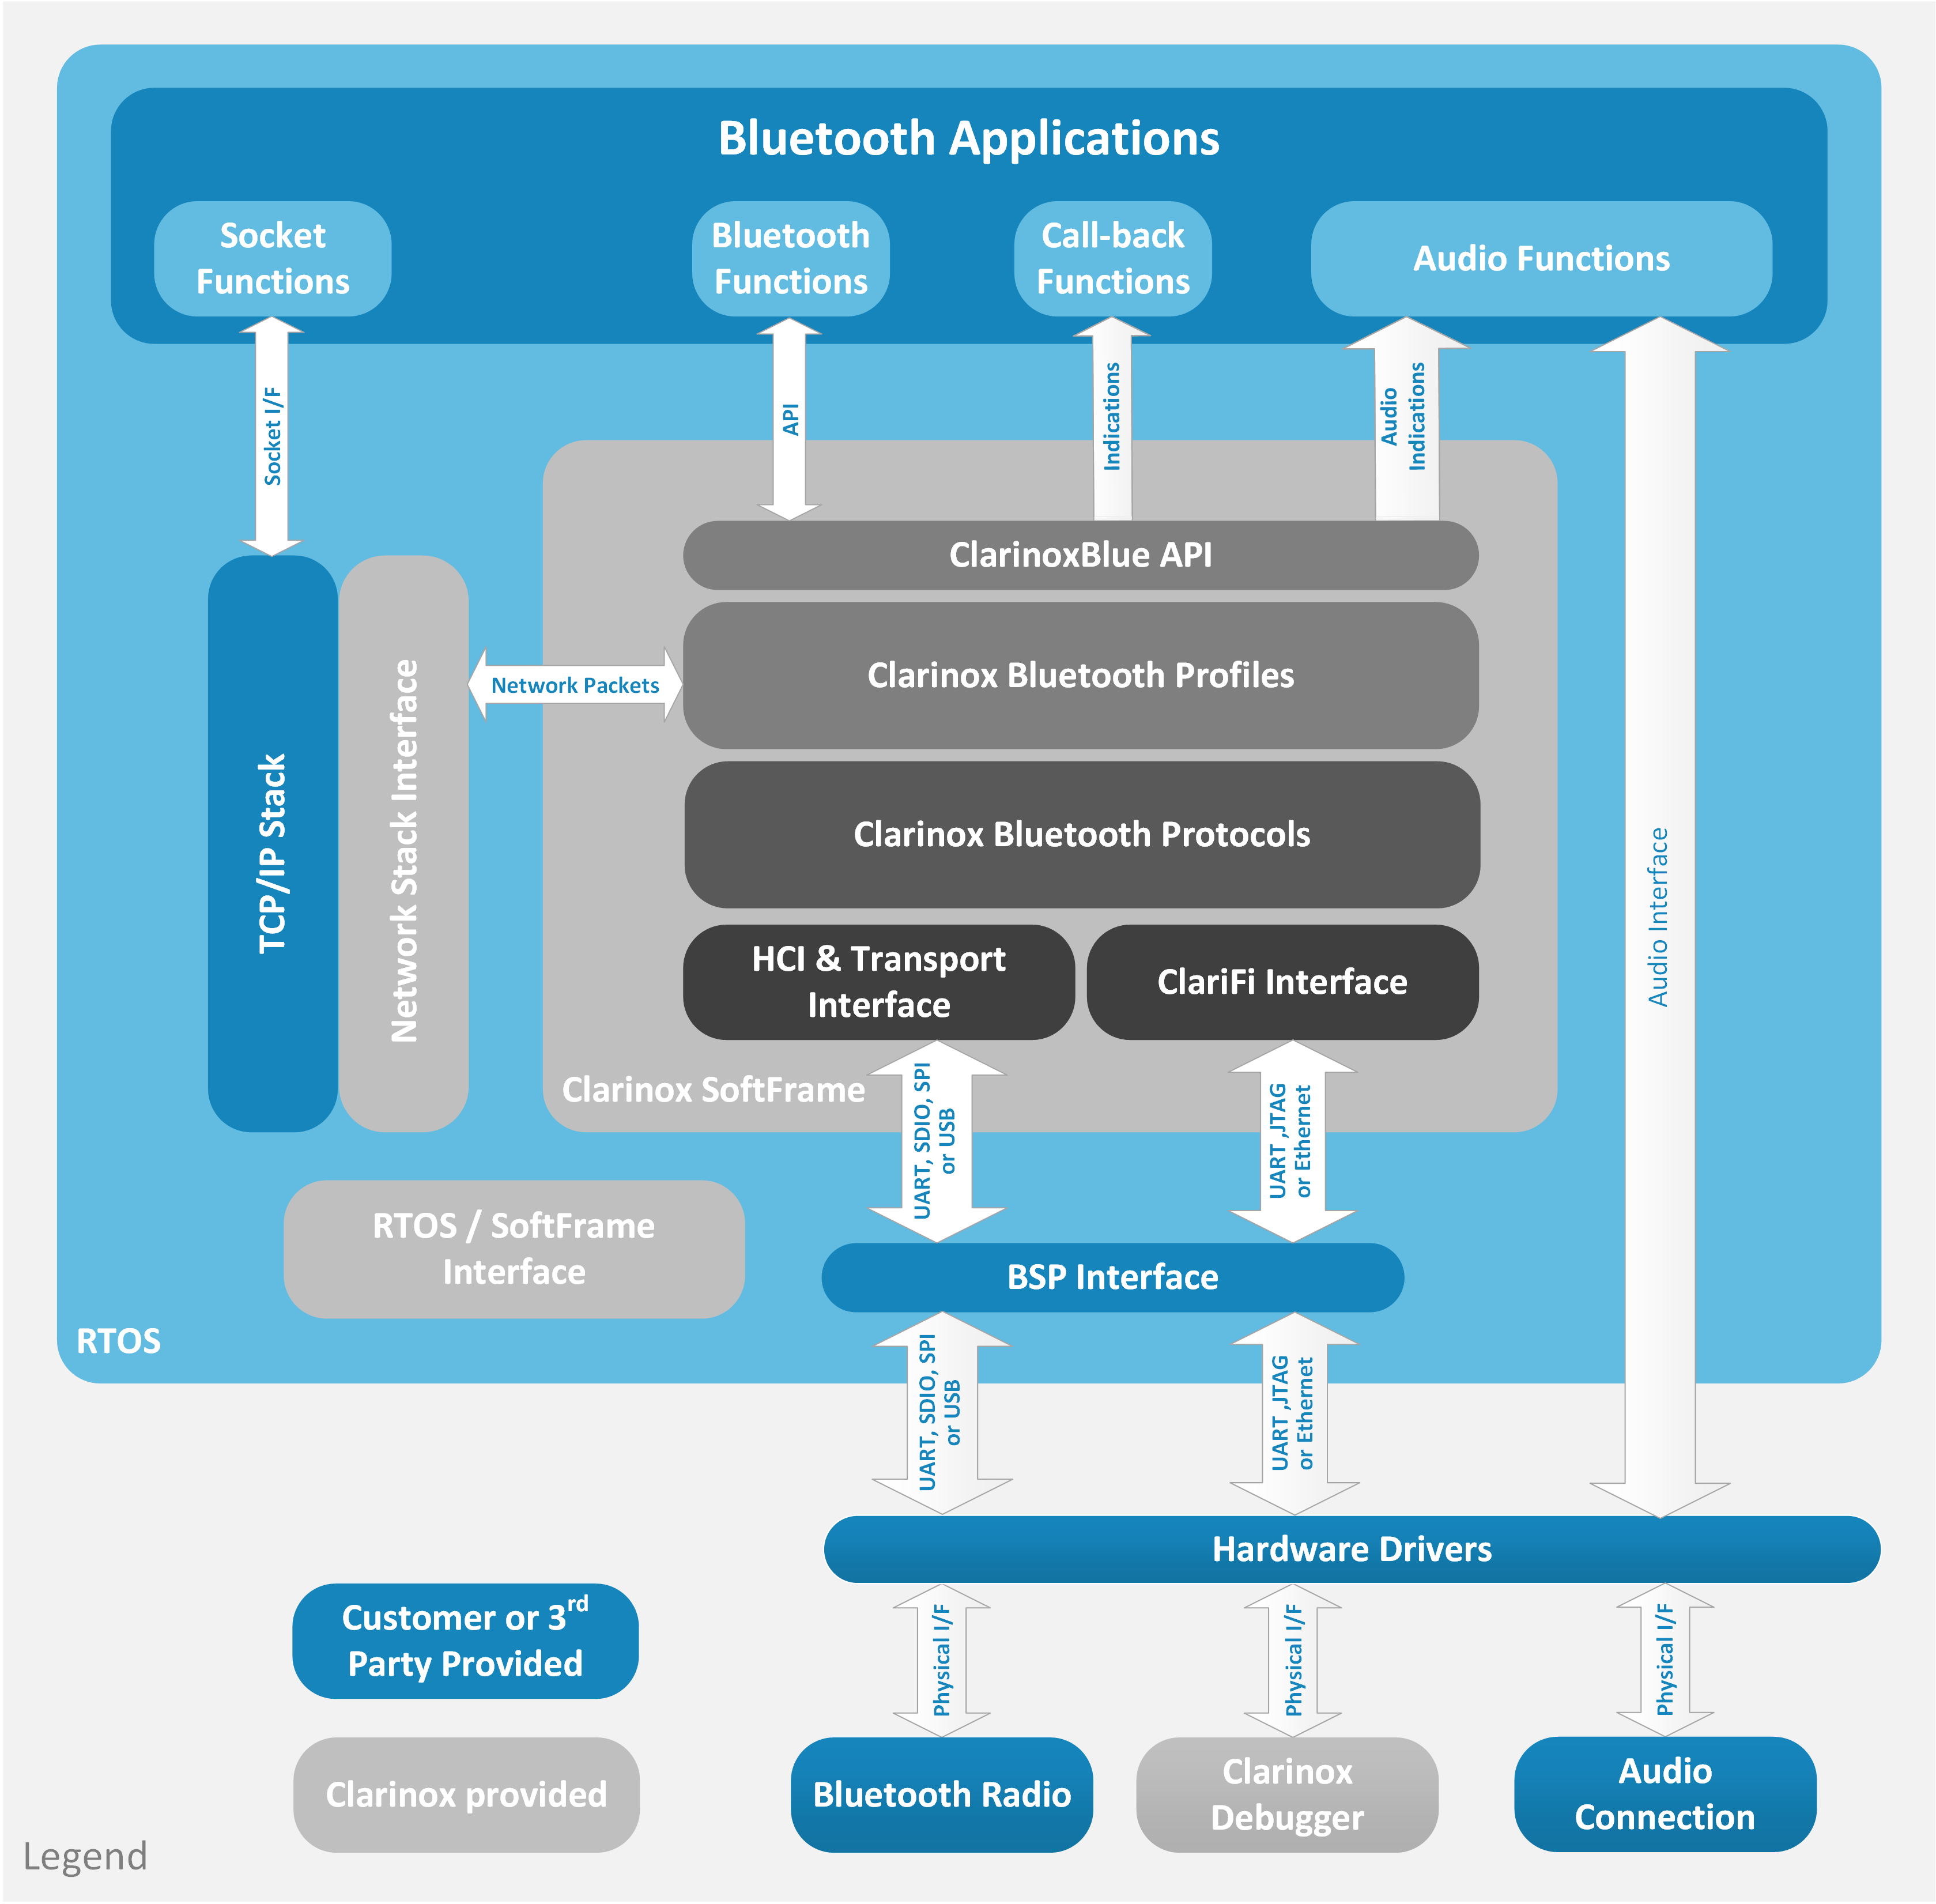 Bluetooth Applications
Socket
Functions
Bluetooth
Functions
Call-back
Functions
Audio Functions
Socket I/F
API
Indications
Audio
Indications
ClarinoxBlue API
Clarinox Bluetooth Profiles
Network Packets
Clarinox Bluetooth Protocols
TCP/IP Stack
Network Stack Interface
HCI & Transport
Interface
ClariFi Interface
Audio Interface
Clarinox SoftFrame
UART, SDIO, SPI
or USB
UART ,JTAG
or Ethernet
RTOS / SoftFrame
Interface
BSP Interface
RTOS
UART, SDIO, SPI
or USB
UART ,JTAG
or Ethernet
Hardware Drivers
Customer or 3rd
Party Provided
Physical I/F
Physical I/F
Physical I/F
Clarinox provided
Bluetooth Radio
Clarinox
Debugger
Audio
Connection
Legend